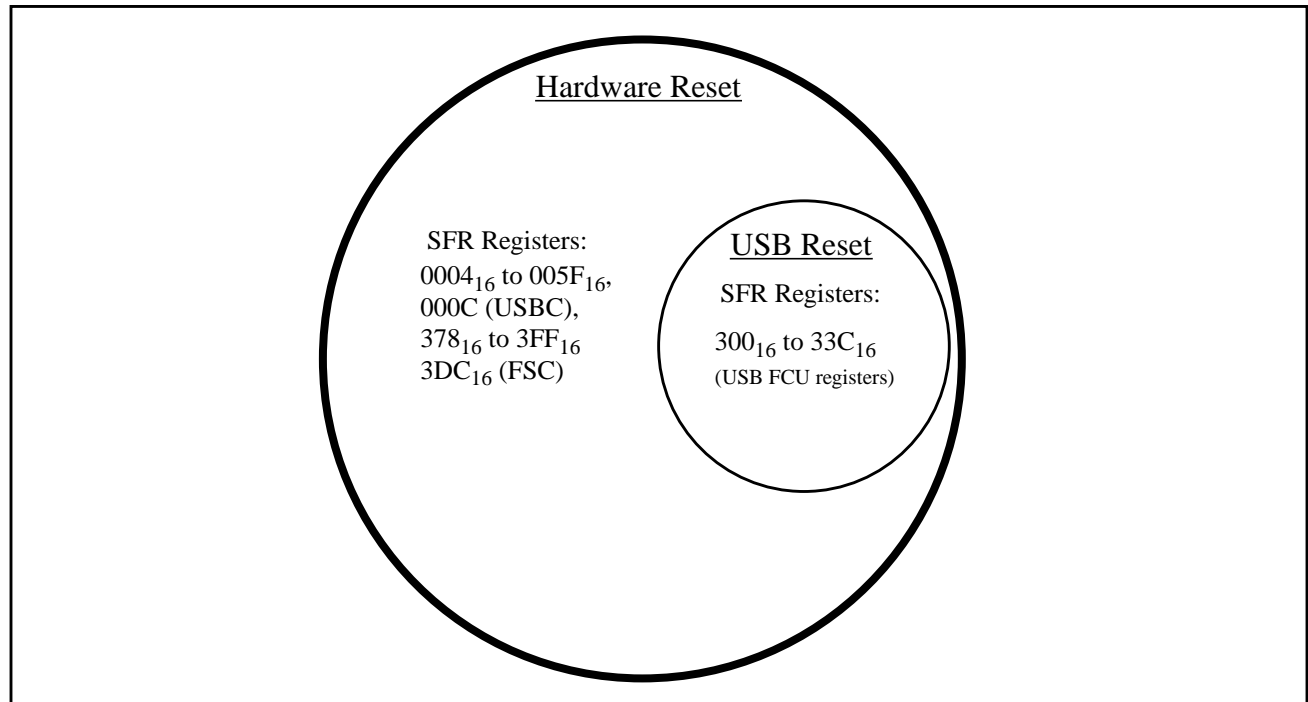 Hardware Reset
SFR Registers:
0004₁₆ to 005F₁₆,
000C (USBC),
378₁₆ to 3FF₁₆
3DC₁₆ (FSC)
USB Reset
SFR Registers:
300₁₆ to 33C₁₆
(USB FCU registers)